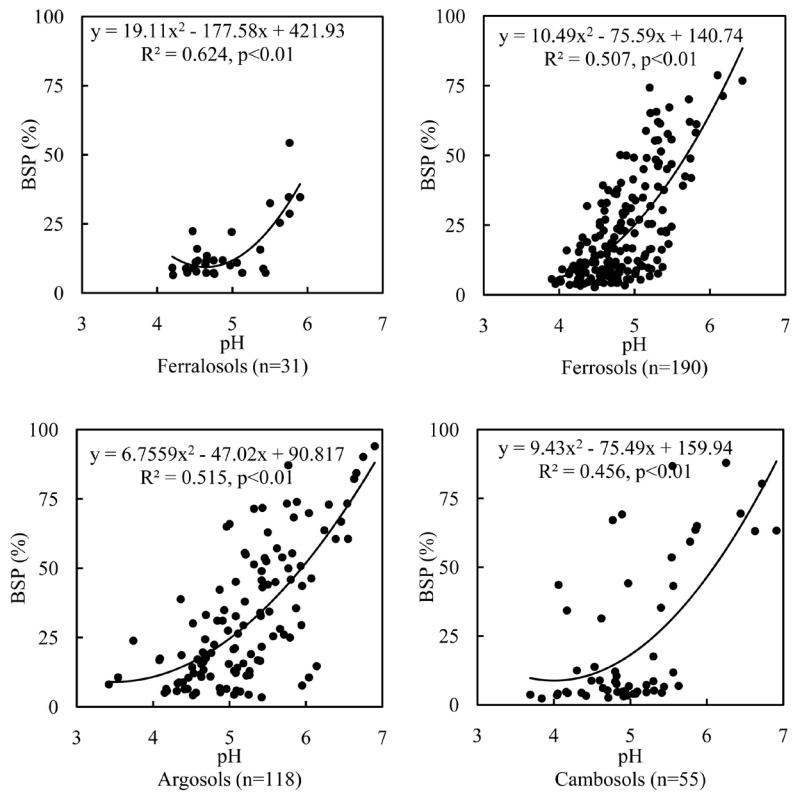 100
y = 19.11x² - 177.58x + 421.93
R² = 0.624, p<0.01
75
BSP (%)
50
25
0
3 4 5 6 7
pH
Ferralosols (n=31)
100
y = 10.49x² - 75.59x + 140.74
R² = 0.507, p<0.01
75
BSP (%)
50
25
0
3 4 5 6 7
pH
Ferrosols (n=190)
100
y = 6.7559x² - 47.02x + 90.817
R² = 0.515, p<0.01
75
BSP (%)
50
25
0
3 4 5 6 7
pH
Argosols (n=118)
100
y = 9.43x² - 75.49x + 159.94
R² = 0.456, p<0.01
75
BSP (%)
50
25
0
3 4 5 6 7
pH
Cambosols (n=55)